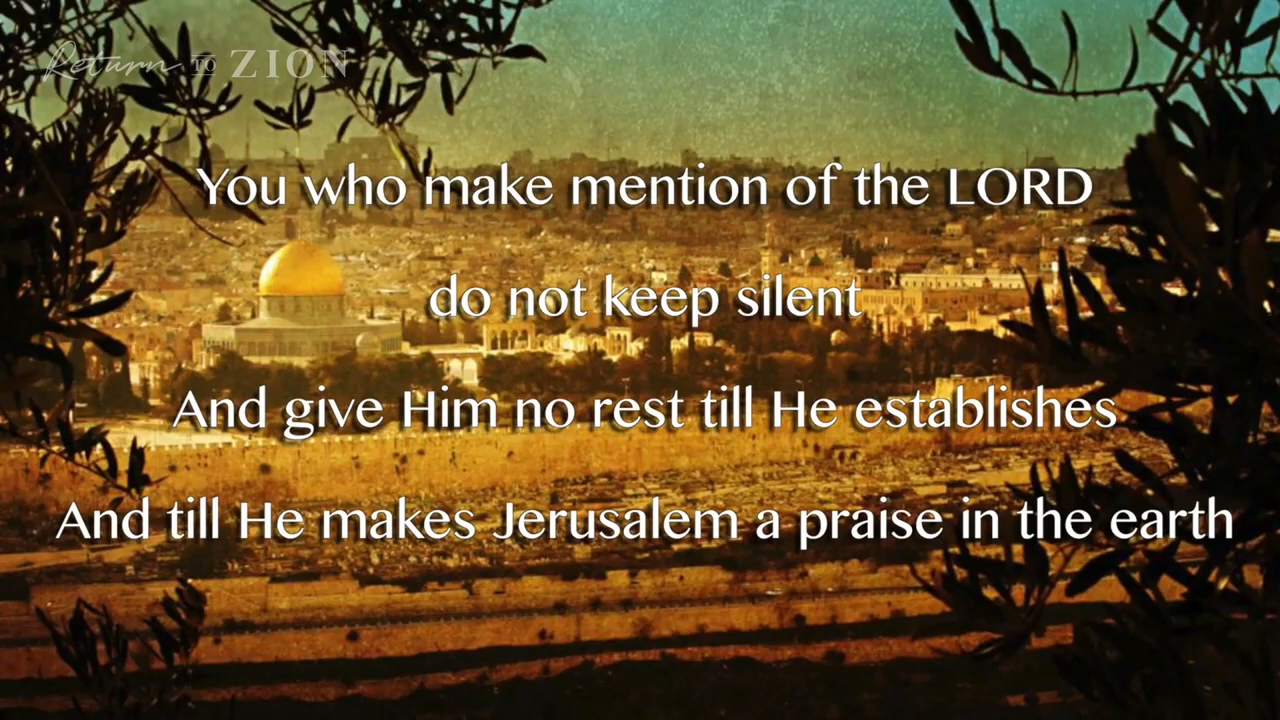 Return TO ZION
You who make mention of the LORD
do not keep silent
And give Him no rest till He establishes
And till He makes Jerusalem a praise in the earth